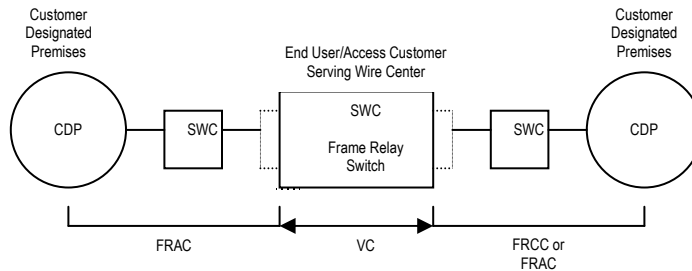 Customer
Designated
Premises
Customer
Designated
Premises
End User/Access Customer
Serving Wire Center
CDP
SWC
SWC
Frame Relay
Switch
SWC
CDP
FRAC
VC
FRCC or
FRAC